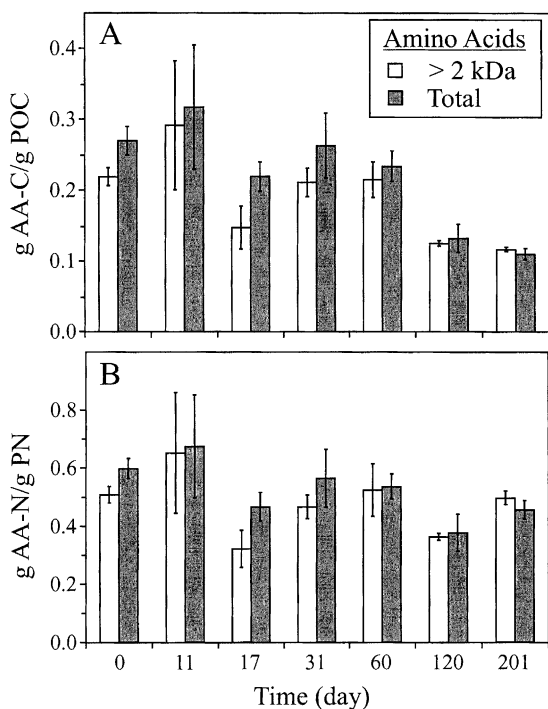 A
Amino Acids
> 2 kDa
Total
g AA-C/g POC
0.4
0.3
0.2
0.1
0.0
B
g AA-N/g PN
0.8
0.6
0.4
0.2
0.0
0 11 17 31 60 120 201
Time (day)